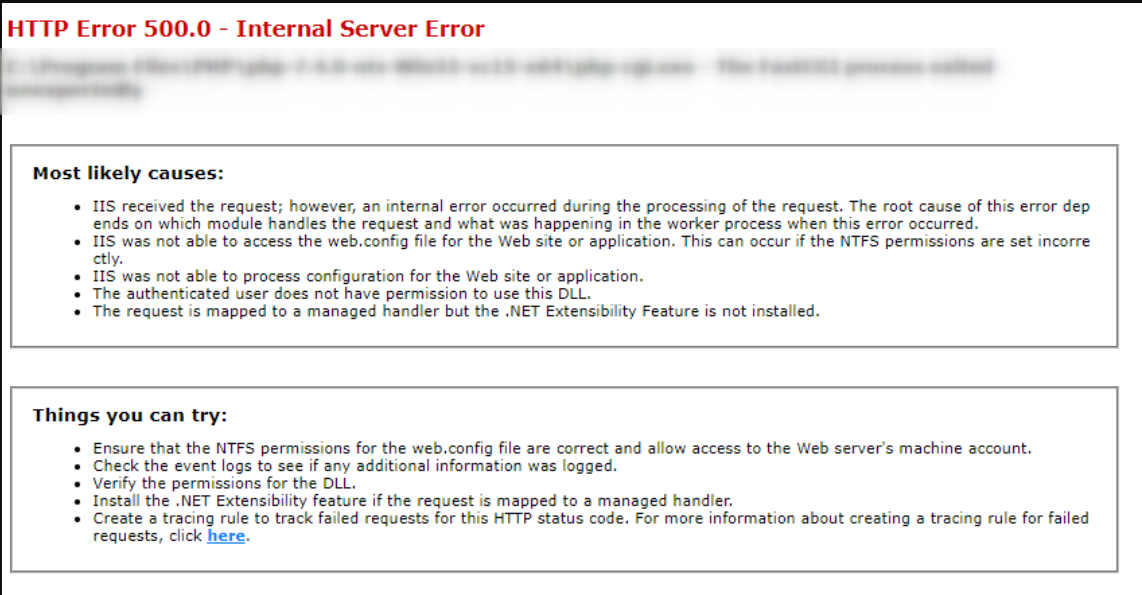 HTTP Error 500.0 - Internal Server Error
Most likely causes:
• IIS received the request; however, an internal error occurred during the processing of the request. The root cause of this error dep
ends on which module handles the request and what was happening in the worker process when this error occurred.
• IIS was not able to access the web.config file for the Web site or application. This can occur if the NTFS permissions are set incorre
ctly.
• IIS was not able to process configuration for the Web site or application.
• The authenticated user does not have permission to use this DLL.
• The request is mapped to a managed handler but the .NET Extensibility Feature is not installed.
Things you can try:
• Ensure that the NTFS permissions for the web.config file are correct and allow access to the Web server's machine account.
• Check the event logs to see if any additional information was logged.
• Verify the permissions for the DLL.
• Install the .NET Extensibility feature if the request is mapped to a managed handler.
• Create a tracing rule to track failed requests for this HTTP status code. For more information about creating a tracing rule for failed
requests, click here.